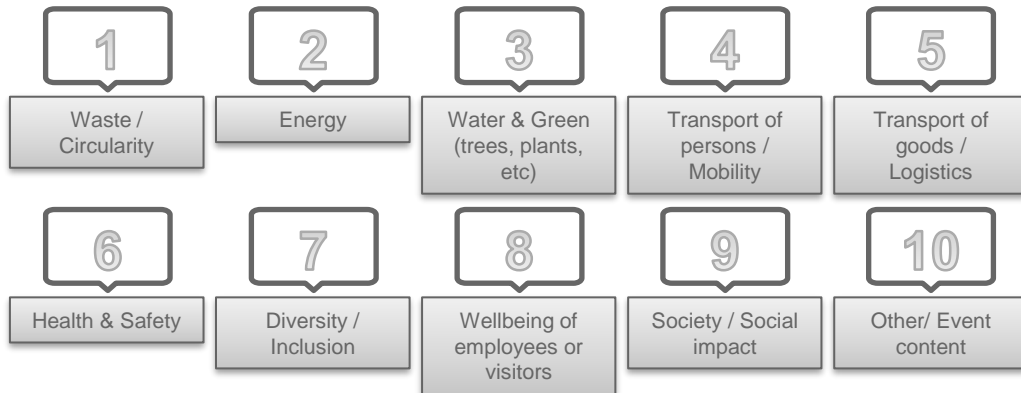 1
Waste /
Circularity
2
Energy
3
Water & Green
(trees, plants,
etc)
4
Transport of
persons /
Mobility
5
Transport of
goods /
Logistics
6
Health & Safety
7
Diversity /
Inclusion
8
Wellbeing of
employees or
visitors
9
Society / Social
impact
10
Other/ Event
content